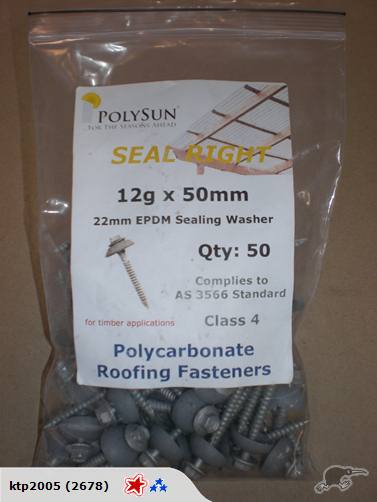 POLYSUN
...FOR THE SEASONS AHEAD
SEAL RIGHT
12g x 50mm
22mm EPDM Sealing Washer
Qty: 50
Complies to
AS 3566 Standard
for timber applications
Class 4
Polycarbonate
Roofing Fasteners
ktp2005 (2678)